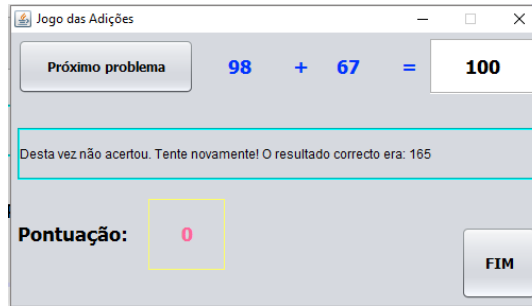 Jogo das Adições
Próximo problema 98 + 67 = 100
Desta vez não acertou. Tente novamente! O resultado correcto era: 165
Pontuação: 0
FIM